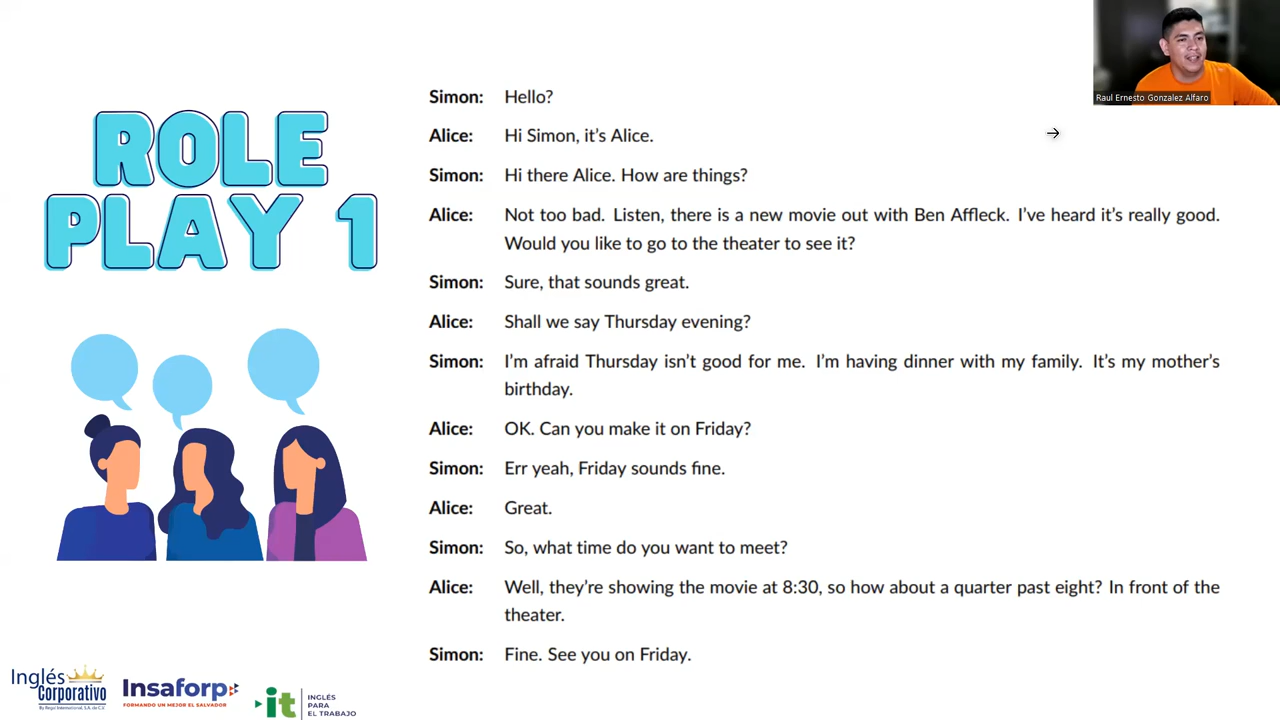 Raul Ernesto Gonzalez Alfaro
ROLE
PLAY 1
Simon: Hello?
Alice: Hi Simon, it's Alice.
Simon: Hi there Alice. How are things?
Alice: Not too bad. Listen, there is a new movie out with Ben Affleck. I've heard it's really good.
Would you like to go to the theater to see it?
Simon: Sure, that sounds great.
Alice: Shall we say Thursday evening?
Simon: I'm afraid Thursday isn't good for me. I'm having dinner with my family. It's my mother's
birthday.
Alice: OK. Can you make it on Friday?
Simon: Err yeah, Friday sounds fine.
Alice: Great.
Simon: So, what time do you want to meet?
Alice: Well, they're showing the movie at 8:30, so how about a quarter past eight? In front of the
theater.
Simon: Fine. See you on Friday.
Inglés
Corporativo
By Regal International, S.A. de C.V.
Insaforp
FORMANDO UN MEJOR EL SALVADOR
it
INGLÉS
PARA
EL TRABAJO